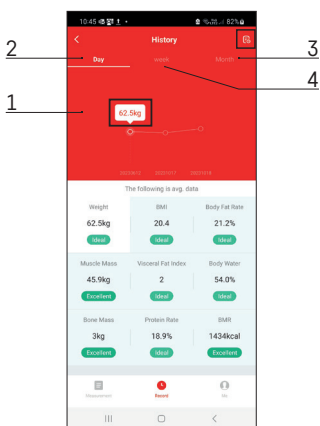 10:45 82%
History
2 3
Day week Month
4
1
62.5kg
The following is avg. data
Weight BMI Body Fat Rate
62.5kg 20.4 21.2%
Ideal Ideal Ideal
Muscle Mass Visceral Fat Index Body Water
45.9kg 2 54.0%
Excellent Ideal Ideal
Bone Mass Protein Rate BMR
3kg 18.9% 1434kcal
Excellent Ideal Excellent
Measurement Recent My